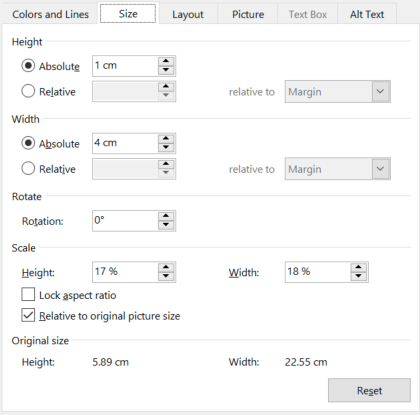 Colors and Lines Size Layout Picture Text Box Alt Text
Height
Absolute 1 cm
Relative relative to Margin
Width
Absolute 4 cm
Relative relative to Margin
Rotate
Rotation: 0°
Scale
Height: 17 % Width: 18 %
Lock aspect ratio
Relative to original picture size
Original size
Height: 5.89 cm Width: 22.55 cm
Reset